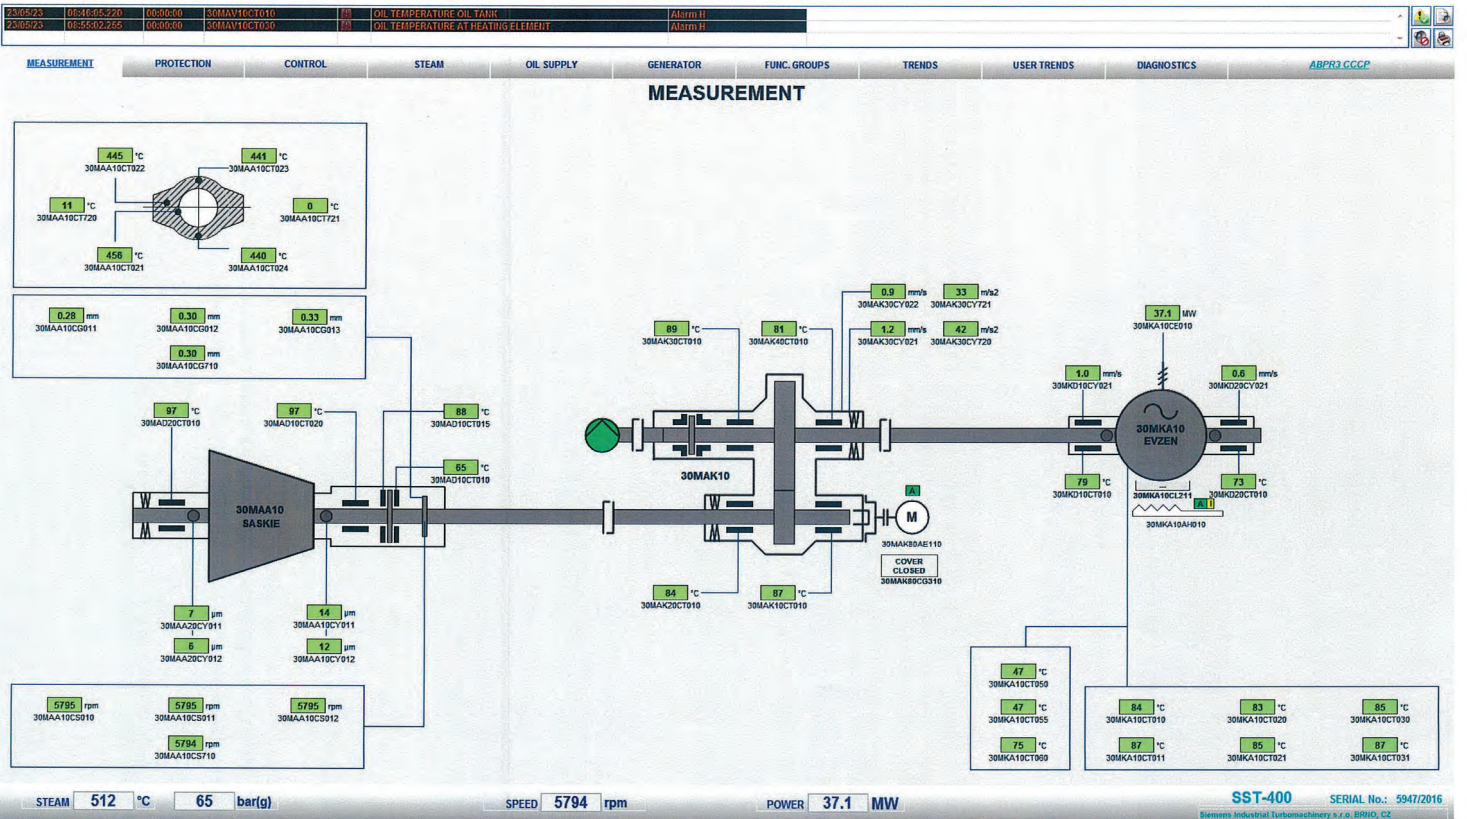 23/05/23 08:46:05.220 00:00:00 30MAV10CT010 OIL TEMPERATURE OIL TANK Alarm H
23/05/23 08:55:02.255 00:00:00 30MAV10CT030 OIL TEMPERATURE AT HEATING ELEMENT Alarm H
MEASUREMENT PROTECTION CONTROL STEAM OIL SUPPLY GENERATOR FUNC. GROUPS TRENDS USER TRENDS DIAGNOSTICS ABPR3 CCCP
MEASUREMENT
445 °C 441 °C
30MAA10CT022 30MAA10CT023
11 °C 0 °C
30MAA10CT720 30MAA10CT721
456 °C 440 °C
30MAA10CT021 30MAA10CT024
0.28 mm 0.30 mm 0.33 mm
30MAA10CG011 30MAA10CG012 30MAA10CG013
0.30 mm
30MAA10CG710
97 °C 97 °C 88 °C
30MAD20CT010 30MAD10CT020 30MAD10CT015
65 °C
30MAD10CT010
30MAA10
SASKIE
7 µm 14 µm
30MAA20CY011 30MAA10CY011
6 µm 12 µm
30MAA20CY012 30MAA10CY012
5795 rpm 5795 rpm 5795 rpm
30MAA10CS010 30MAA10CS011 30MAA10CS012
5794 rpm
30MAA10CS710
0.9 mm/s 33 m/s2
30MAK30CY022 30MAK30CY721
89 °C 81 °C 1.2 mm/s 42 m/s2
30MAK30CT010 30MAK40CT010 30MAK30CY021 30MAK30CY720
30MAK10
A
M
30MAK80AE110
COVER
CLOSED
30MAK80CG310
84 °C 87 °C
30MAK20CT010 30MAK10CT010
37.1 MW
30MKA10CE010
1.0 mm/s 0.6 mm/s
30MKD10CY021 30MKD20CY021
30MKA10
EVZEN
79 °C 73 °C
30MKD10CT010 30MKA10CL211 30MKD20CT010
A I
30MKA10AH010
47 °C
30MKA10CT050
47 °C
30MKA10CT055
75 °C
30MKA10CT060
84 °C 83 °C 85 °C
30MKA10CT010 30MKA10CT020 30MKA10CT030
87 °C 85 °C 87 °C
30MKA10CT011 30MKA10CT021 30MKA10CT031
STEAM 512 °C 65 bar(g) SPEED 5794 rpm POWER 37.1 MW SST-400 SERIAL No.: 5947/2016
Siemens Industrial Turbomachinery s.r.o. BRNO, CZ